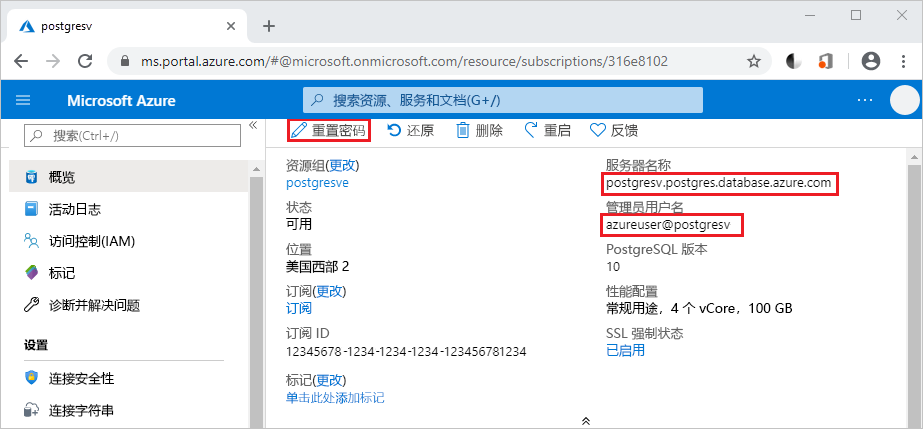 postgresv
ms.portal.azure.com/#@microsoft.onmicrosoft.com/resource/subscriptions/316e8102
Microsoft Azure
搜索资源、服务和文档(G+/)
搜索(Ctrl+/)
概览
活动日志
访问控制(IAM)
标记
诊断并解决问题
设置
连接安全性
连接字符串
重置密码
还原
删除
重启
反馈
资源组(更改)
postgresve
状态
可用
位置
美国西部 2
订阅(更改)
订阅
订阅 ID
12345678-1234-1234-1234-123456781234
标记(更改)
单击此处添加标记
服务器名称
postgresv.postgres.database.azure.com
管理员用户名
azureuser@postgresv
PostgreSQL 版本
10
性能配置
常规用途，4 个 vCore，100 GB
SSL 强制状态
已启用